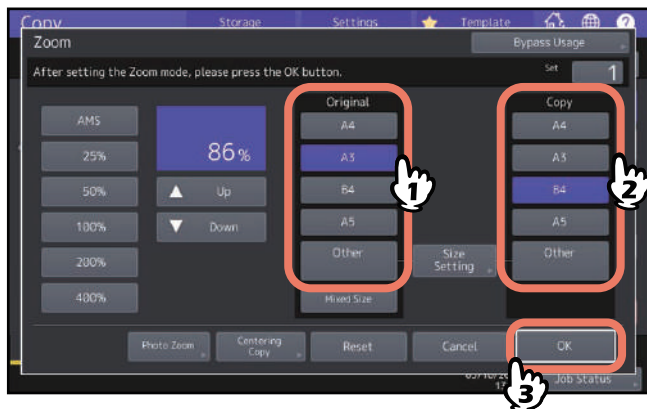 Copy Storage Settings Template
Zoom Bypass Usage
After setting the Zoom mode, please press the OK button. Set 1
Original Copy
AMS A4 A4
25% 86% A3 A3
50% Up B4 B4
100% Down A5 A5
200% Other Size Setting Other
400% Mixed Size
Photo Zoom Centering Copy Reset Cancel OK
Job Status
1
2
3